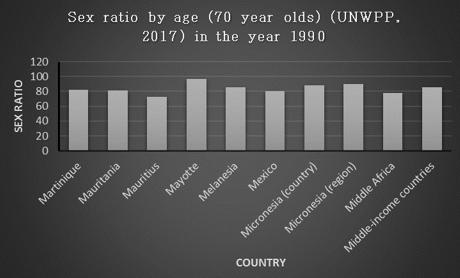 Sex ratio by age (70 year olds) (UNWPP,
2017) in the year 1990
SEX RATIO
120
100
80
60
40
20
0
Martinique
Mauritania
Mauritius
Mayotte
Melanesia
Mexico
Micronesia (country)
Micronesia (region)
Middle Africa
Middle-income countries
COUNTRY